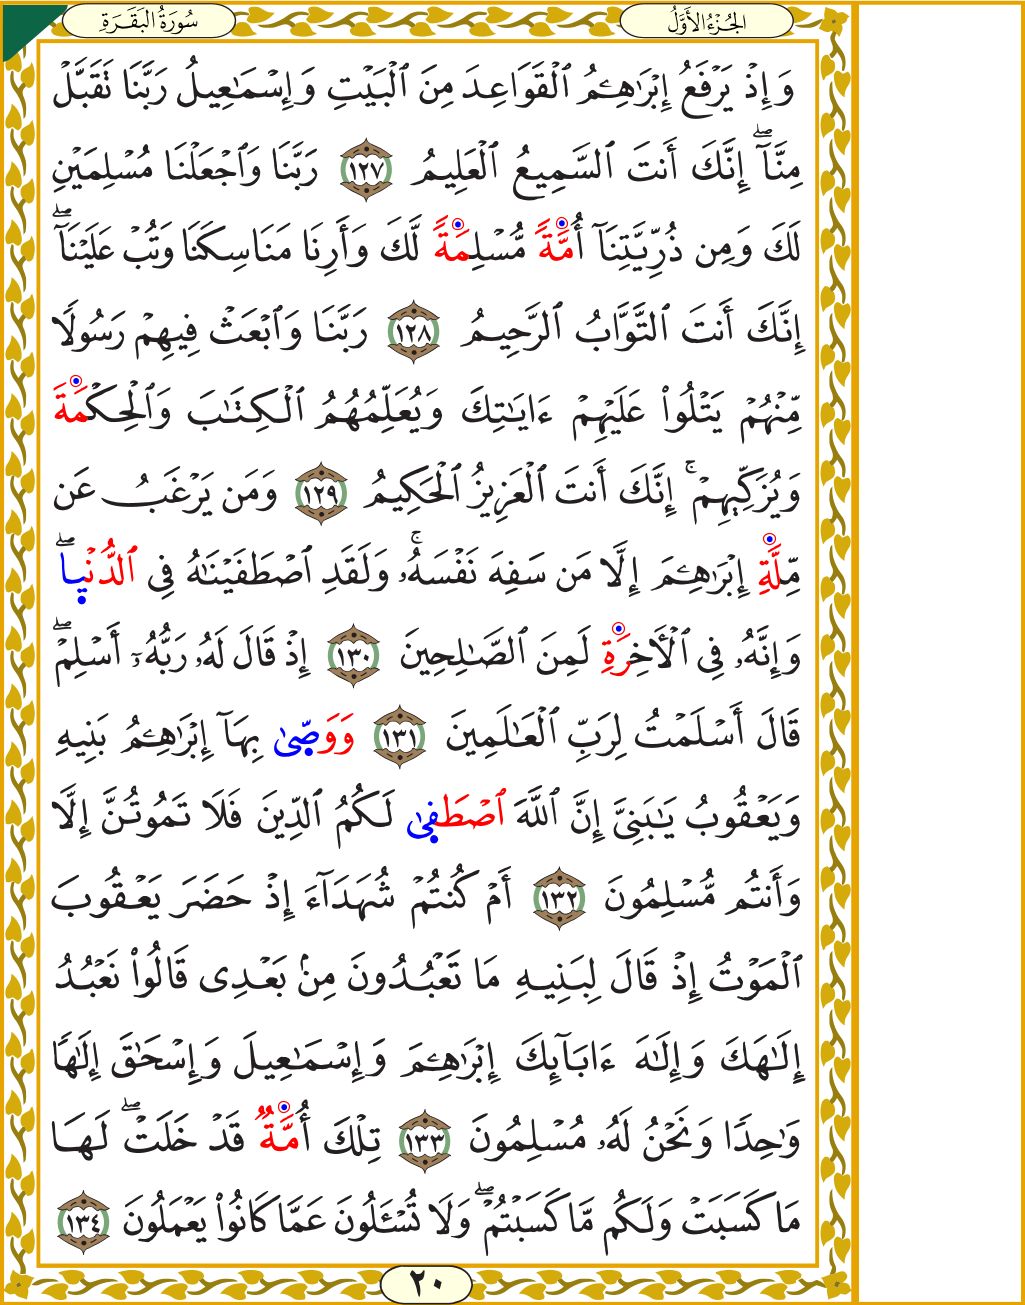 الجُزْءُ الأَوَّلُ
سُورَةُ البَقَرَةِ
وَإِذْ يَرْفَعُ إِبْرَٰهِـۧمُ ٱلْقَوَاعِدَ مِنَ ٱلْبَيْتِ وَإِسْمَـٰعِيلُ رَبَّنَا تَقَبَّلْ
مِنَّآ ۖ إِنَّكَ أَنتَ ٱلسَّمِيعُ ٱلْعَلِيمُ ١٢٧ رَبَّنَا وَٱجْعَلْنَا مُسْلِمَيْنِ
لَكَ وَمِن ذُرِّيَّتِنَآ أُمَّةً مُّسْلِمَةً لَّكَ وَأَرِنَا مَنَاسِكَنَا وَتُبْ عَلَيْنَآ ۖ
إِنَّكَ أَنتَ ٱلتَّوَّابُ ٱلرَّحِيمُ ١٢٨ رَبَّنَا وَٱبْعَثْ فِيهِمْ رَسُولًا
مِّنْهُمْ يَتْلُوا۟ عَلَيْهِمْ ءَايَـٰتِكَ وَيُعَلِّمُهُمُ ٱلْكِتَـٰبَ وَٱلْحِكْمَةَ
وَيُزَكِّيهِمْ ۚ إِنَّكَ أَنتَ ٱلْعَزِيزُ ٱلْحَكِيمُ ١٢٩ وَمَن يَرْغَبُ عَن
مِّلَّةِ إِبْرَٰهِـۧمَ إِلَّا مَن سَفِهَ نَفْسَهُۥ ۚ وَلَقَدِ ٱصْطَفَيْنَـٰهُ فِى ٱلدُّنْيَا ۖ
وَإِنَّهُۥ فِى ٱلْـَٔاخِرَةِ لَمِنَ ٱلصَّـٰلِحِينَ ١٣٠ إِذْ قَالَ لَهُۥ رَبُّهُۥٓ أَسْلِمْ ۖ
قَالَ أَسْلَمْتُ لِرَبِّ ٱلْعَـٰلَمِينَ ١٣١ وَوَصَّىٰ بِهَآ إِبْرَٰهِـۧمُ بَنِيهِ
وَيَعْقُوبُ يَـٰبَنِىَّ إِنَّ ٱللَّهَ ٱصْطَفَىٰ لَكُمُ ٱلدِّينَ فَلَا تَمُوتُنَّ إِلَّا
وَأَنتُم مُّسْلِمُونَ ١٣٢ أَمْ كُنتُمْ شُهَدَآءَ إِذْ حَضَرَ يَعْقُوبَ
ٱلْمَوْتُ إِذْ قَالَ لِبَنِيهِ مَا تَعْبُدُونَ مِنۢ بَعْدِى قَالُوا۟ نَعْبُدُ
إِلَـٰهَكَ وَإِلَـٰهَ ءَابَآئِكَ إِبْرَٰهِـۧمَ وَإِسْمَـٰعِيلَ وَإِسْحَـٰقَ إِلَـٰهًا
وَٰحِدًا وَنَحْنُ لَهُۥ مُسْلِمُونَ ١٣٣ تِلْكَ أُمَّةٌ قَدْ خَلَتْ ۖ لَهَا
مَا كَسَبَتْ وَلَكُم مَّا كَسَبْتُمْ ۖ وَلَا تُسْـَٔلُونَ عَمَّا كَانُوا۟ يَعْمَلُونَ ١٣٤
٢٠